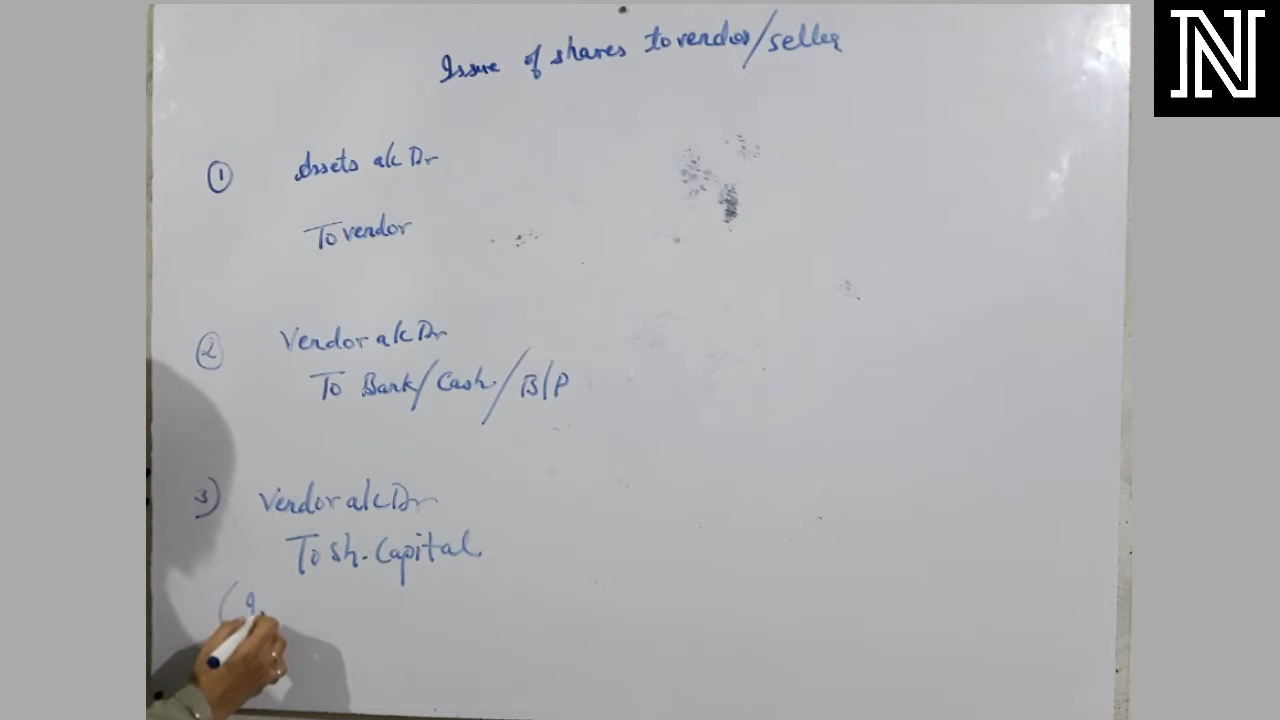 Issue of shares to vendor/seller
① Assets a/c Dr
To vendor
② Vendor a/c Dr
To Bank/Cash/B/P
3) Vendor a/c Dr
To Sh. Capital
N